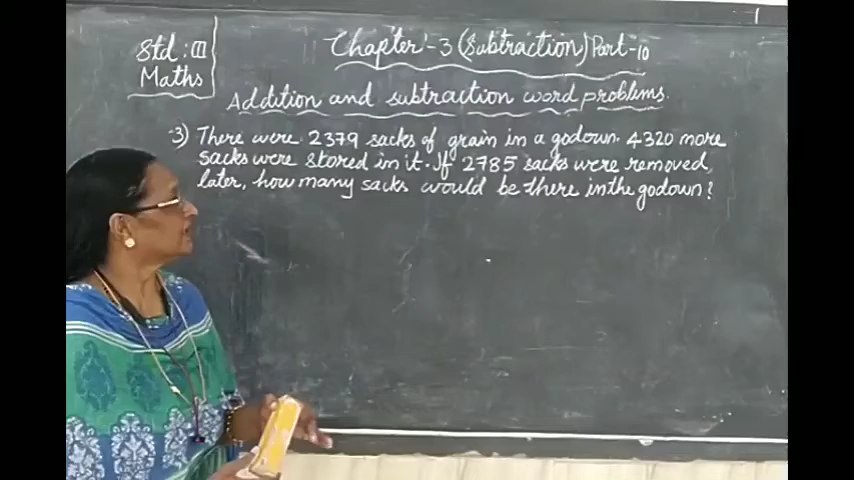 Std : III
Maths
Chapter - 3 (Subtraction) Part - 10
Addition and subtraction word problems.
3) There were 2379 sacks of grain in a godown. 4320 more
sacks were stored in it. If 2785 sacks were removed,
later, how many sacks would be there in the godown?